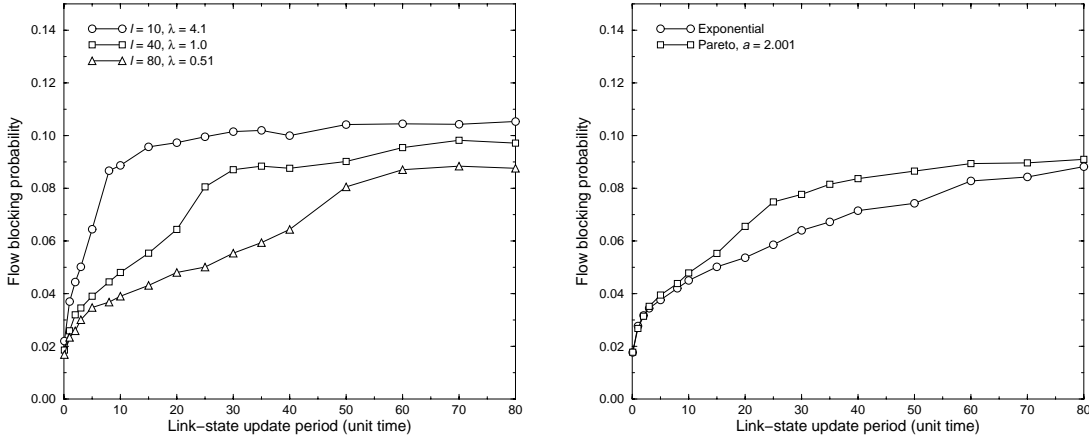 0.14
0.12
0.10
0.08
0.06
0.04
0.02
0.00
Flow blocking probability
l = 10, λ = 4.1
l = 40, λ = 1.0
l = 80, λ = 0.51
0 10 20 30 40 50 60 70 80
Link−state update period (unit time)
0.14
0.12
0.10
0.08
0.06
0.04
0.02
0.00
Flow blocking probability
Exponential
Pareto, a = 2.001
0 10 20 30 40 50 60 70 80
Link−state update period (unit time)